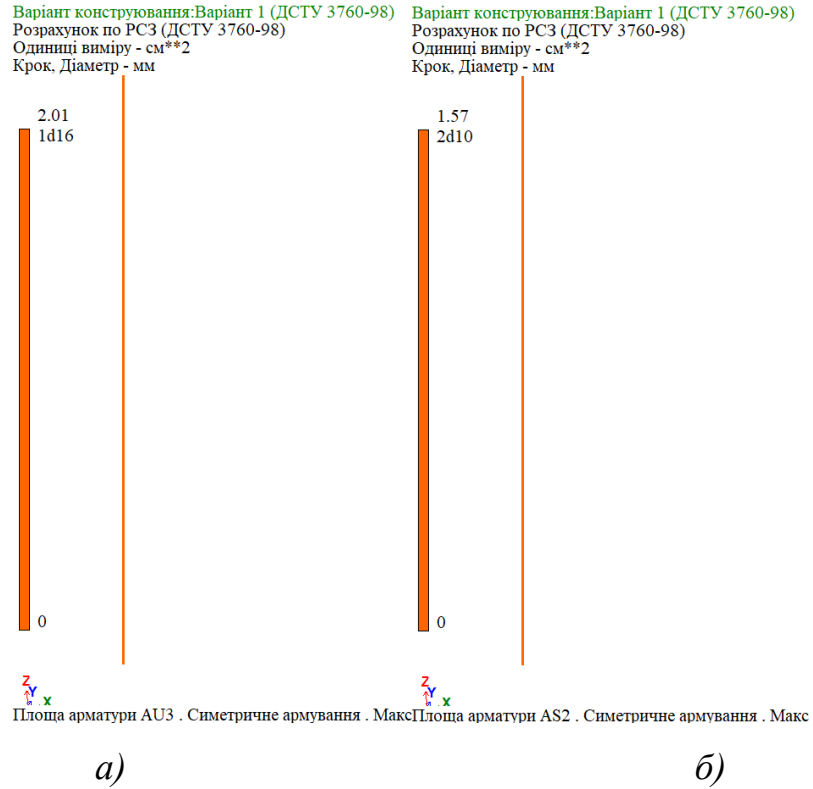 Варіант конструювання:Варіант 1 (ДСТУ 3760-98)
Розрахунок по РСЗ (ДСТУ 3760-98)
Одиниці виміру - см**2
Крок, Діаметр - мм
2.01
1d16
0
Z
Y
X
Площа арматури AU3 . Симетричне армування . Макс
а)
Варіант конструювання:Варіант 1 (ДСТУ 3760-98)
Розрахунок по РСЗ (ДСТУ 3760-98)
Одиниці виміру - см**2
Крок, Діаметр - мм
1.57
2d10
0
Z
Y
X
Площа арматури AS2 . Симетричне армування . Макс
б)